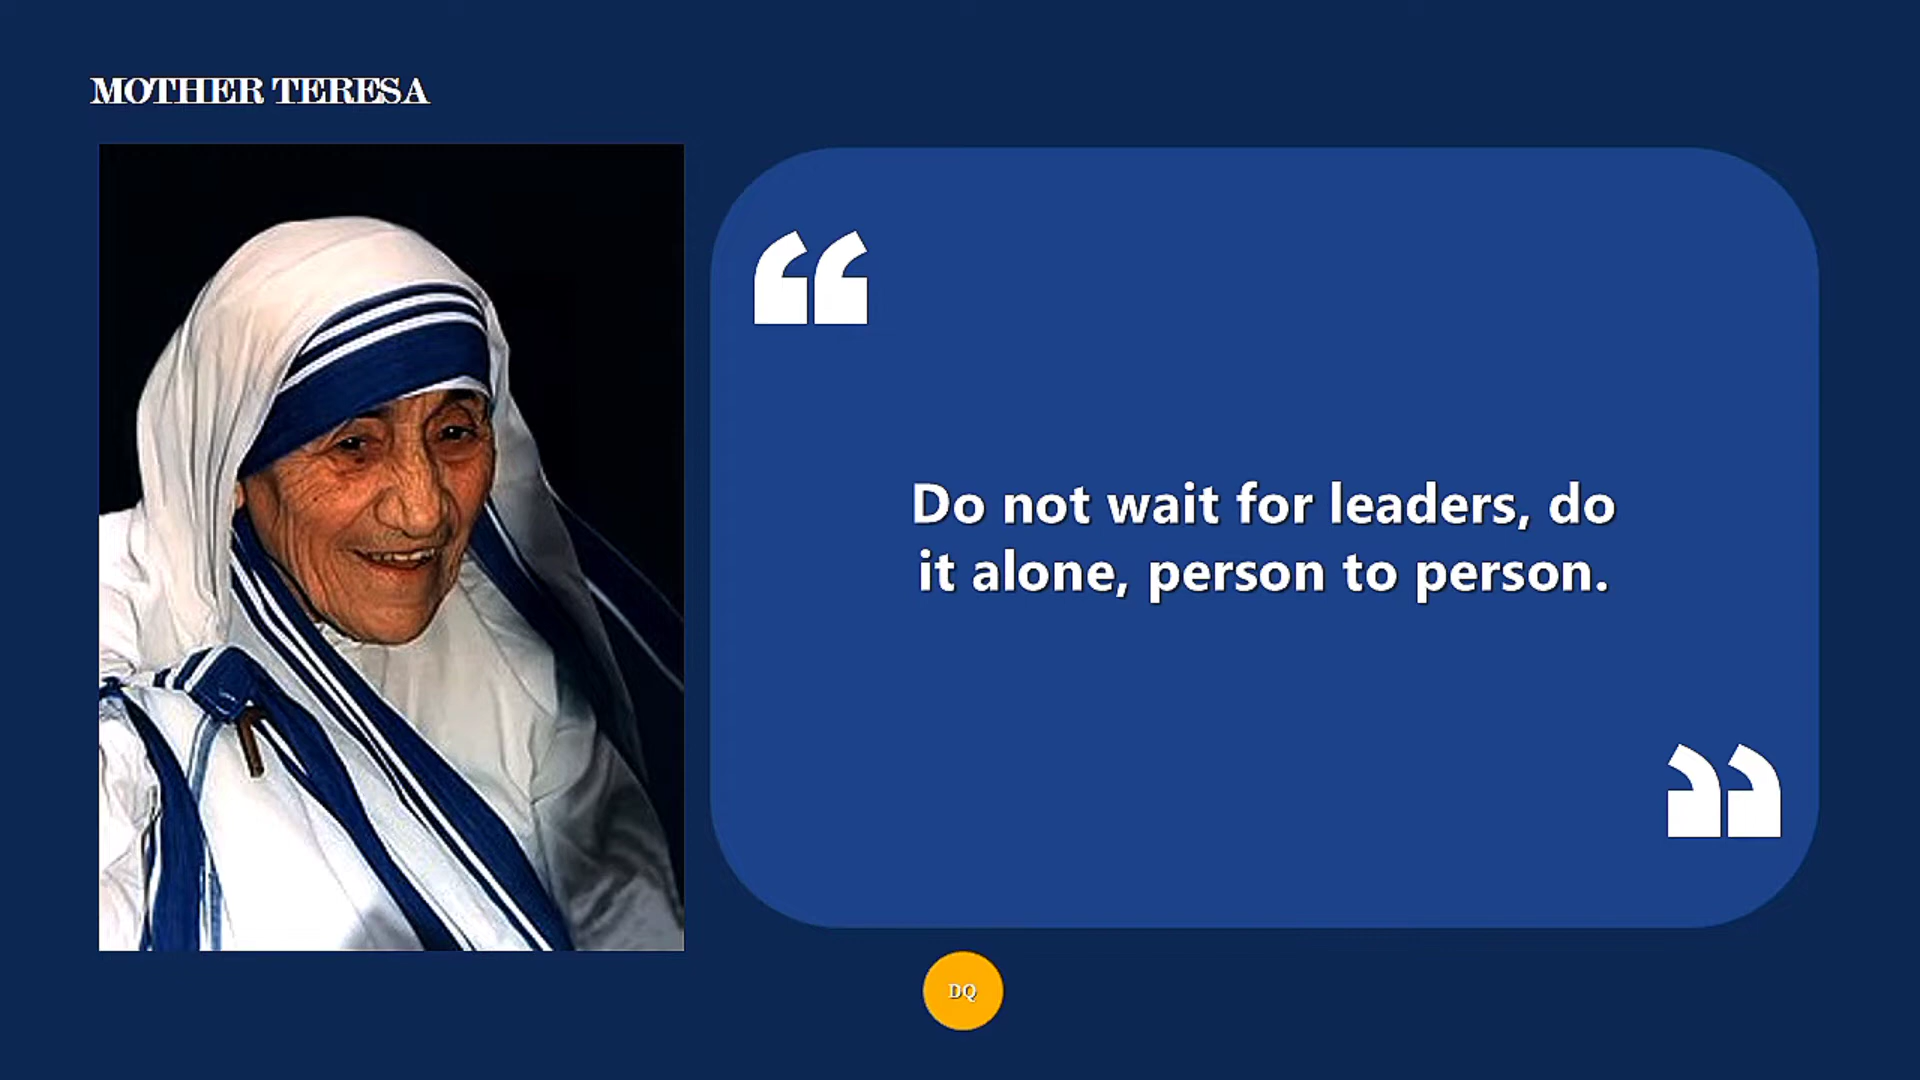 MOTHER TERESA
“
Do not wait for leaders, do
it alone, person to person.
”
DQ